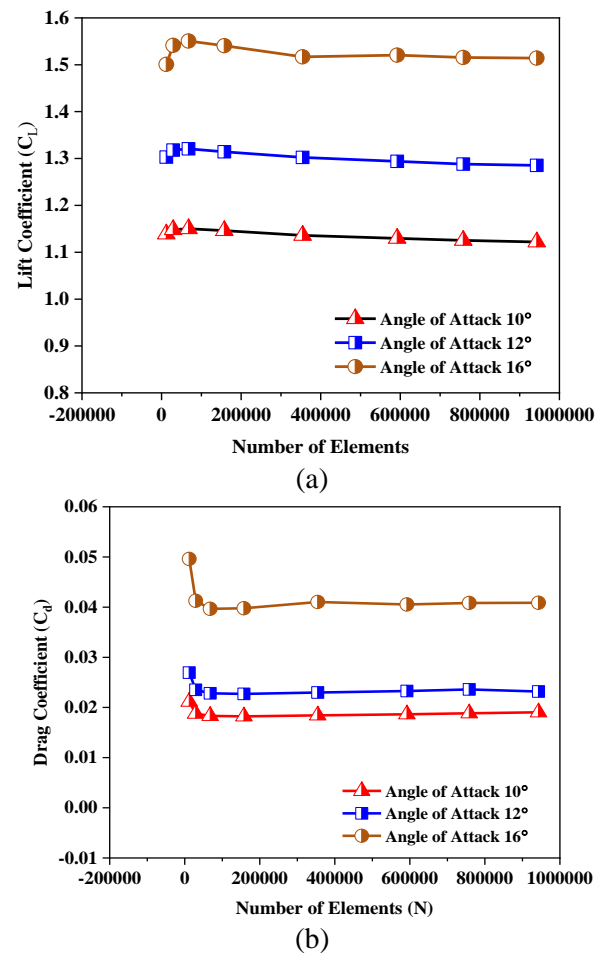 1.6
1.5
1.4
1.3
1.2
1.1
1.0
0.9
0.8
Lift Coefficient (C_L)
Angle of Attack 10°
Angle of Attack 12°
Angle of Attack 16°
-200000 0 200000 400000 600000 800000 1000000
Number of Elements
(a)
0.06
0.05
0.04
0.03
0.02
0.01
0.00
-0.01
Drag Coefficient (C_d)
Angle of Attack 10°
Angle of Attack 12°
Angle of Attack 16°
-200000 0 200000 400000 600000 800000 1000000
Number of Elements (N)
(b)